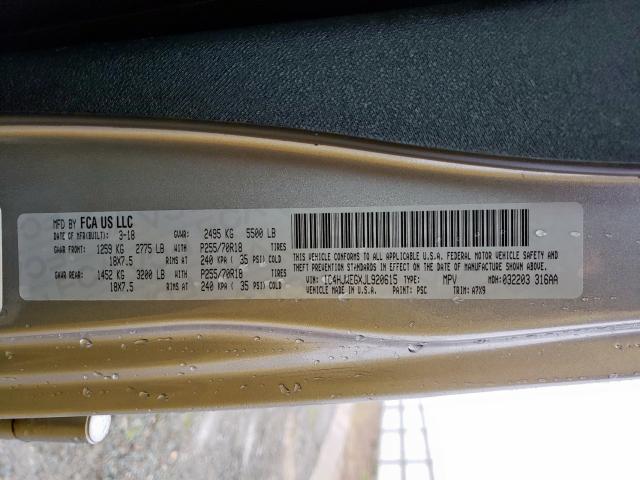 MFD BY FCA US LLC
DATE OF MFR(BUILT): 3-18 GVWR: 2495 KG 5500 LB
GAWR FRONT: 1259 KG 2775 LB WITH P255/70R18 TIRES
18X7.5 RIMS AT 240 KPA ( 35 PSI) COLD
GAWR REAR: 1452 KG 3200 LB WITH P255/70R18 TIRES
18X7.5 RIMS AT 240 KPA ( 35 PSI) COLD
THIS VEHICLE CONFORMS TO ALL APPLICABLE U.S.A. FEDERAL MOTOR VEHICLE SAFETY AND
THEFT PREVENTION STANDARDS IN EFFECT ON THE DATE OF MANUFACTURE SHOWN ABOVE.
VIN: 1C4HJWEGXJL920615 TYPE: MPV MDH: 032203 316AA
VEHICLE MADE IN U.S.A. PAINT: PSC TRIM: A7X9